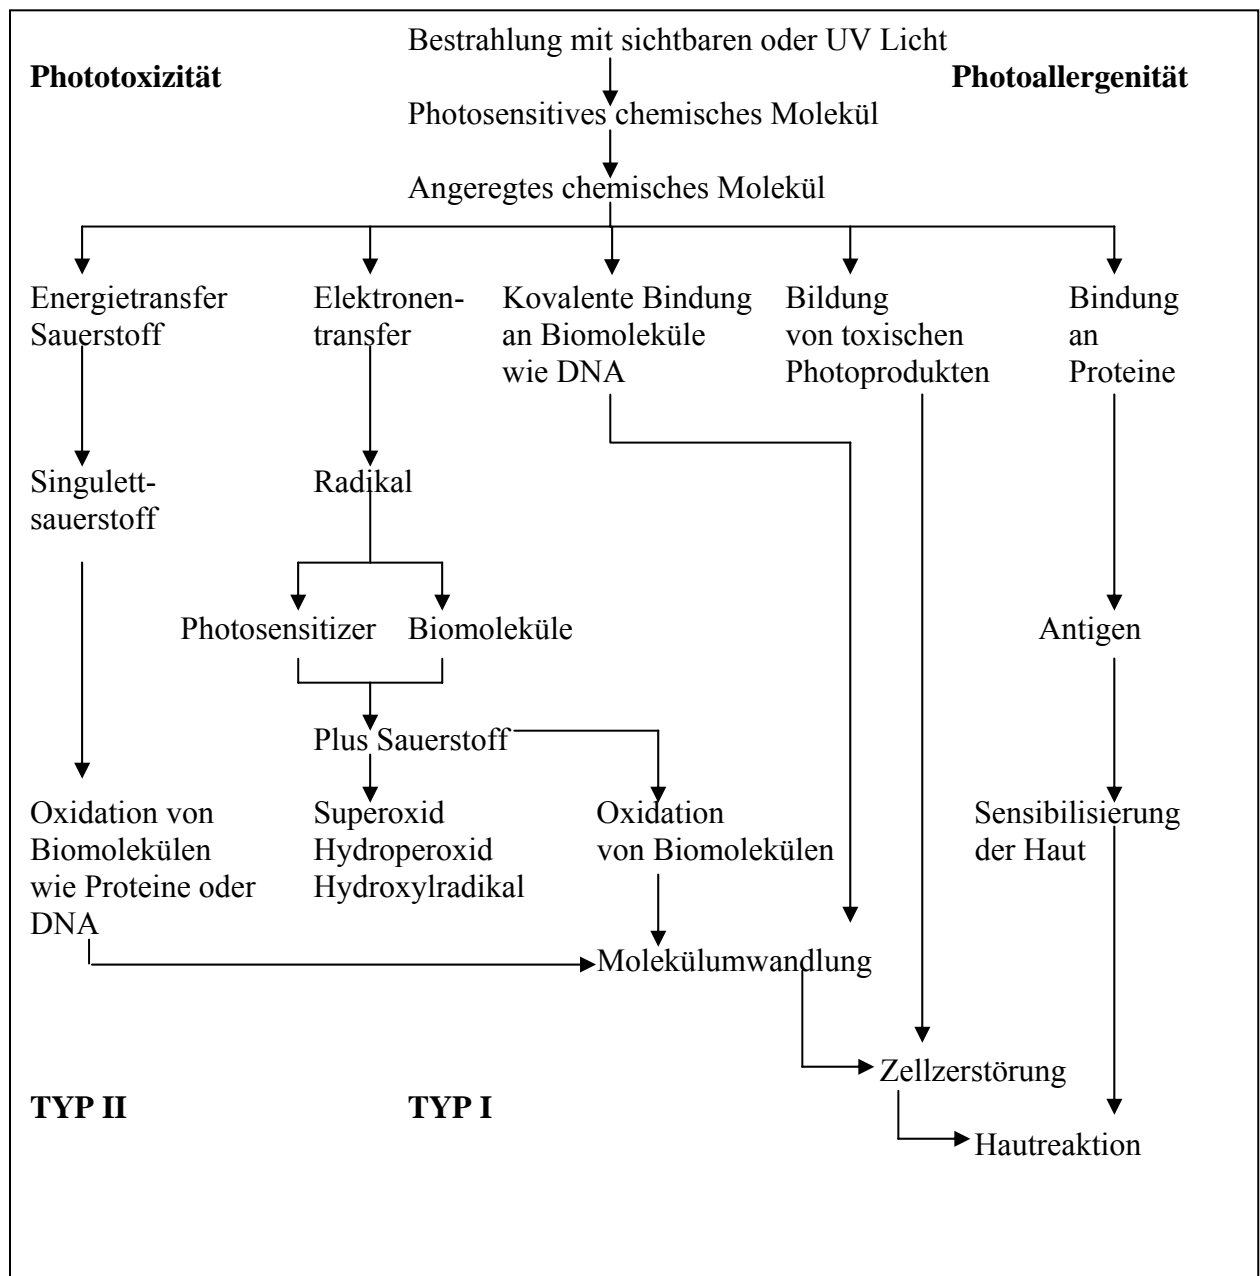 Bestrahlung mit sichtbaren oder UV Licht
Phototoxizität
Photoallergenität
Photosensitives chemisches Molekül
Angeregtes chemisches Molekül
Energietransfer
Sauerstoff
Elektronen-
transfer
Kovalente Bindung
an Biomoleküle
wie DNA
Bildung
von toxischen
Photoprodukten
Bindung
an
Proteine
Singulett-
sauerstoff
Radikal
Photosensitizer
Biomoleküle
Antigen
Plus Sauerstoff
Oxidation von
Biomolekülen
wie Proteine oder
DNA
Superoxid
Hydroperoxid
Hydroxylradikal
Oxidation
von Biomolekülen
Sensibilisierung
der Haut
Molekülumwandlung
Zellzerstörung
TYP II
TYP I
Hautreaktion